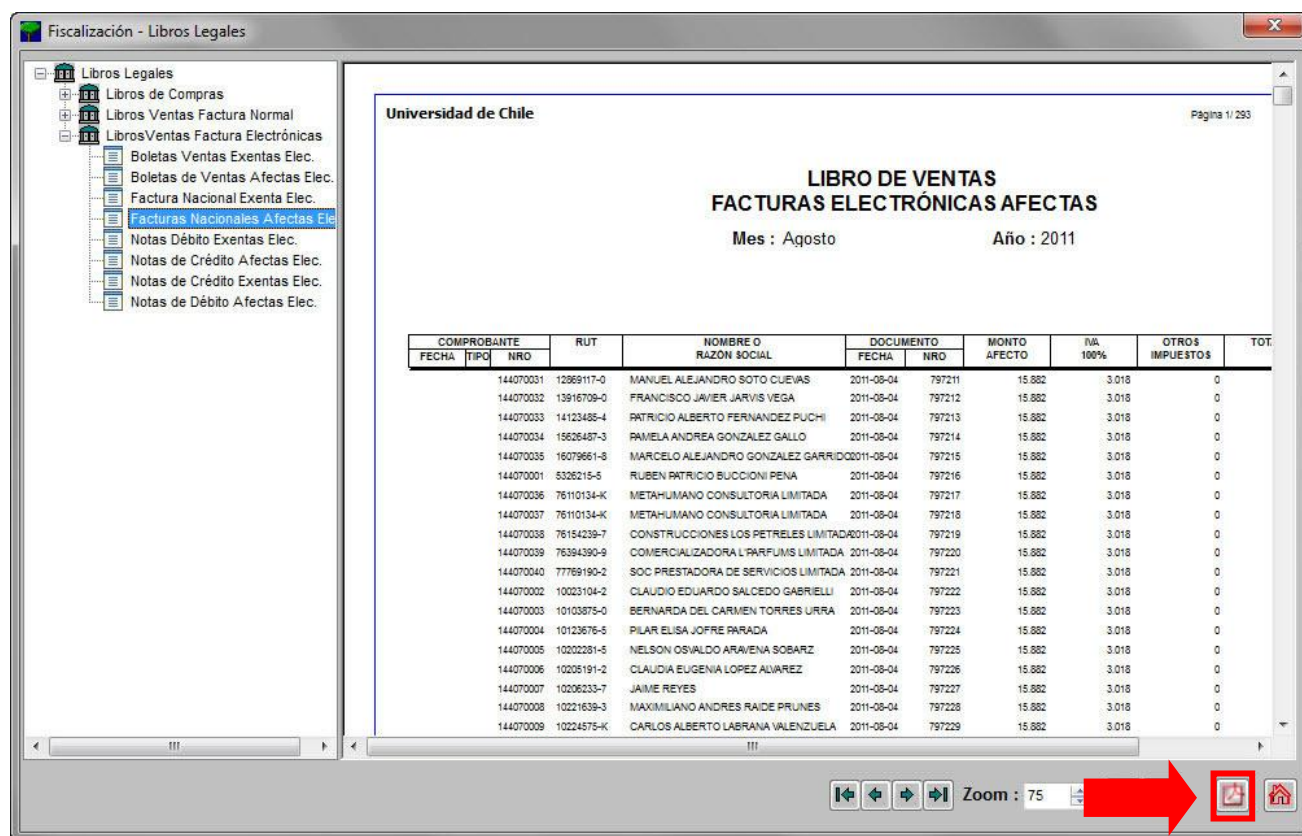 Fiscalización - Libros Legales
Libros Legales
Libros de Compras
Libros Ventas Factura Normal
LibrosVentas Factura Electrónicas
Boletas Ventas Exentas Elec.
Boletas de Ventas Afectas Elec.
Factura Nacional Exenta Elec.
Facturas Nacionales Afectas Ele
Notas Débito Exentas Elec.
Notas de Crédito Afectas Elec.
Notas de Crédito Exentas Elec.
Notas de Débito Afectas Elec.
Universidad de Chile Página 1/ 293
LIBRO DE VENTAS
FACTURAS ELECTRÓNICAS AFECTAS
Mes : Agosto Año : 2011
COMPROBANTE RUT NOMBRE O DOCUMENTO MONTO IVA OTROS TOT
FECHA TIPO NRO RAZÓN SOCIAL FECHA NRO AFECTO 100% IMPUESTOS
144070031 12869117-0 MANUEL ALEJANDRO SOTO CUEVAS 2011-08-04 797211 15.882 3.018 0
144070032 13916709-0 FRANCISCO JAVIER JARVIS VEGA 2011-08-04 797212 15.882 3.018 0
144070033 14123485-4 PATRICIO ALBERTO FERNANDEZ PUCHI 2011-08-04 797213 15.882 3.018 0
144070034 15626487-3 PAMELA ANDREA GONZALEZ GALLO 2011-08-04 797214 15.882 3.018 0
144070035 16079661-8 MARCELO ALEJANDRO GONZALEZ GARRIDO 2011-08-04 797215 15.882 3.018 0
144070001 5326215-5 RUBEN PATRICIO BUCCIONI PENA 2011-08-04 797216 15.882 3.018 0
144070036 76110134-K METAHUMANO CONSULTORIA LIMITADA 2011-08-04 797217 15.882 3.018 0
144070037 76110134-K METAHUMANO CONSULTORIA LIMITADA 2011-08-04 797218 15.882 3.018 0
144070038 76154239-7 CONSTRUCCIONES LOS PETRELES LIMITADA 2011-08-04 797219 15.882 3.018 0
144070039 76394390-9 COMERCIALIZADORA L'PARFUMS LIMITADA 2011-08-04 797220 15.882 3.018 0
144070040 77769190-2 SOC PRESTADORA DE SERVICIOS LIMITADA 2011-08-04 797221 15.882 3.018 0
144070002 10023104-2 CLAUDIO EDUARDO SALCEDO GABRIELLI 2011-08-04 797222 15.882 3.018 0
144070003 10103875-0 BERNARDA DEL CARMEN TORRES URRA 2011-08-04 797223 15.882 3.018 0
144070004 10123676-5 PILAR ELISA JOFRE PARADA 2011-08-04 797224 15.882 3.018 0
144070005 10202281-5 NELSON OSVALDO ARAVENA SOBARZ 2011-08-04 797225 15.882 3.018 0
144070006 10205191-2 CLAUDIA EUGENIA LOPEZ ALVAREZ 2011-08-04 797226 15.882 3.018 0
144070007 10206233-7 JAIME REYES 2011-08-04 797227 15.882 3.018 0
144070008 10221639-3 MAXIMILIANO ANDRES RAIDE PRUNES 2011-08-04 797228 15.882 3.018 0
144070009 10224575-K CARLOS ALBERTO LABRANA VALENZUELA 2011-08-04 797229 15.882 3.018 0
Zoom : 75